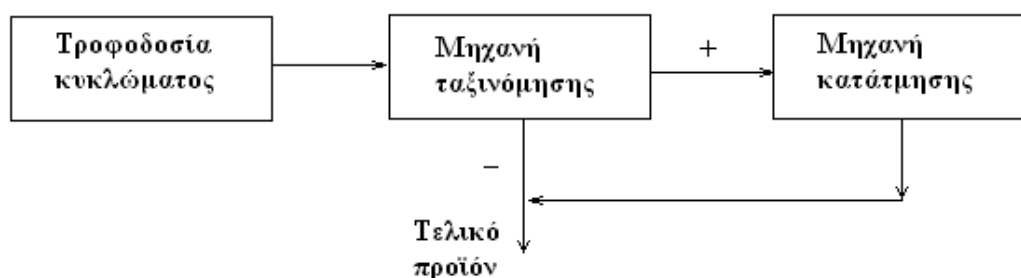 Τροφοδοσία
κυκλώματος
Μηχανή
ταξινόμησης
+
Μηχανή
κατάτμησης
–
Τελικό
προϊόν